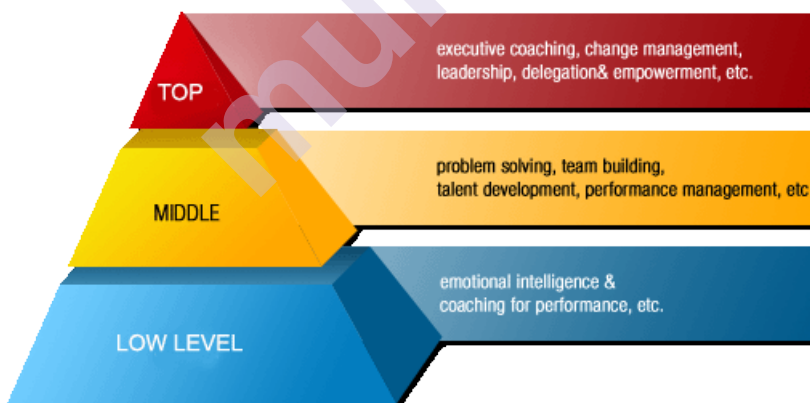 TOP
executive coaching, change management,
leadership, delegation& empowerment, etc.
MIDDLE
problem solving, team building,
talent development, performance management, etc
LOW LEVEL
emotional intelligence &
coaching for performance, etc.